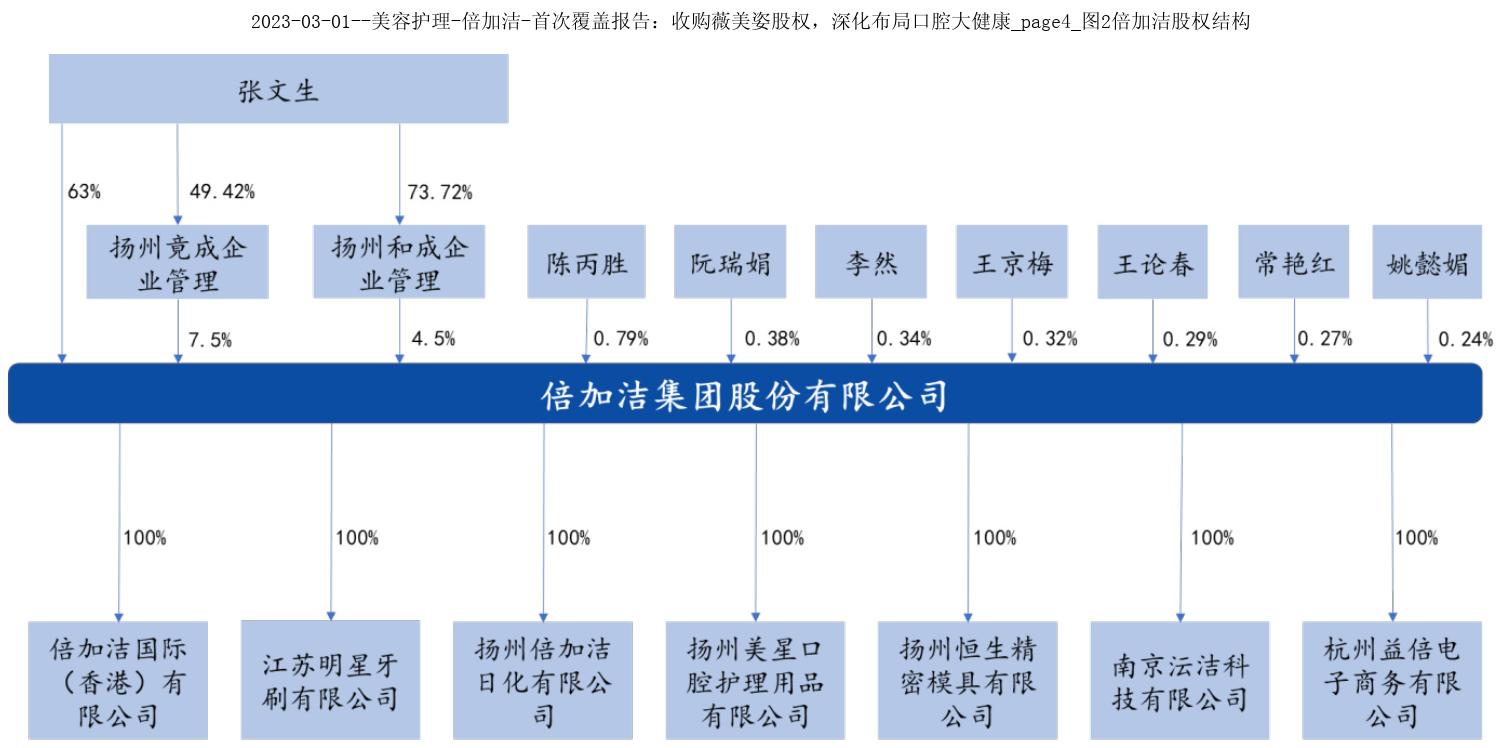 2023-03-01--美容护理-倍加洁-首次覆盖报告：收购薇美姿股权，深化布局口腔大健康_page4_图2倍加洁股权结构
张文生
63%
49.42%
73.72%
扬州竟成企
业管理
扬州和成企
业管理
陈丙胜
阮瑞娟
李然
王京梅
王论春
常艳红
姚懿媚
7.5%
4.5%
0.79%
0.38%
0.34%
0.32%
0.29%
0.27%
0.24%
倍加洁集团股份有限公司
100%
100%
100%
100%
100%
100%
100%
倍加洁国际
（香港）有
限公司
江苏明星牙
刷有限公司
扬州倍加洁
日化有限公
司
扬州美星口
腔护理用品
有限公司
扬州恒生精
密模具有限
公司
南京沄洁科
技有限公司
杭州益倍电
子商务有限
公司